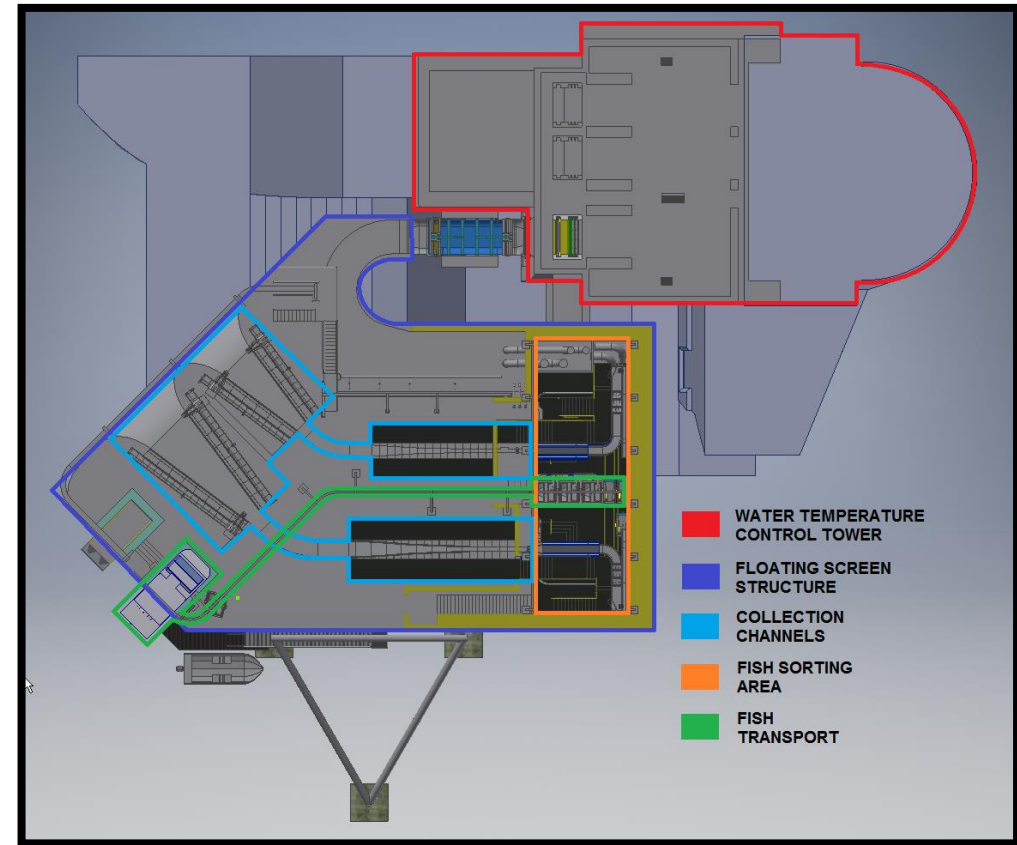 WATER TEMPERATURE
CONTROL TOWER
FLOATING SCREEN
STRUCTURE
COLLECTION
CHANNELS
FISH SORTING
AREA
FISH
TRANSPORT